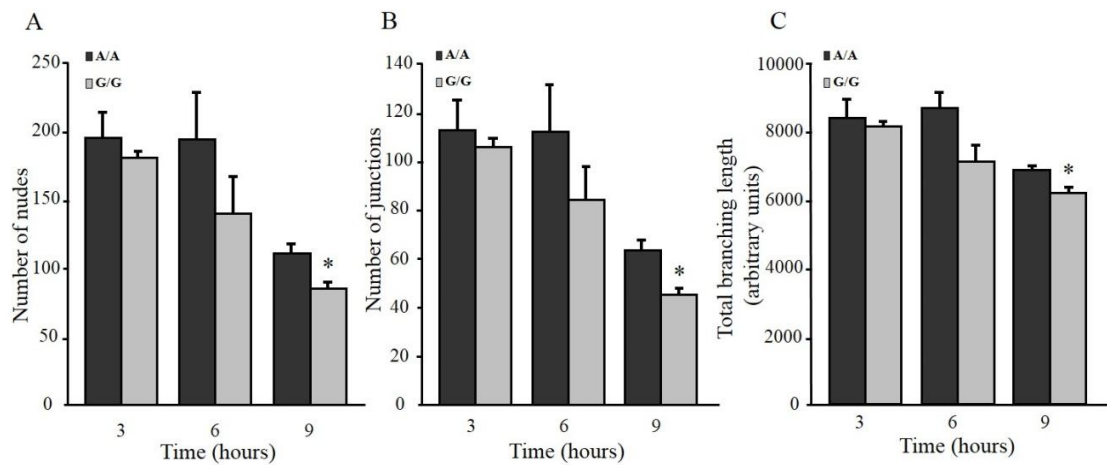 A
A/A
G/G
Number of nudes
250
200
150
100
50
0
*
3 6 9
Time (hours)
B
A/A
G/G
Number of junctions
140
120
100
80
60
40
20
0
*
3 6 9
Time (hours)
C
A/A
G/G
Total branching length
(arbitrary units)
10000
8000
6000
4000
2000
0
*
3 6 9
Time (hours)